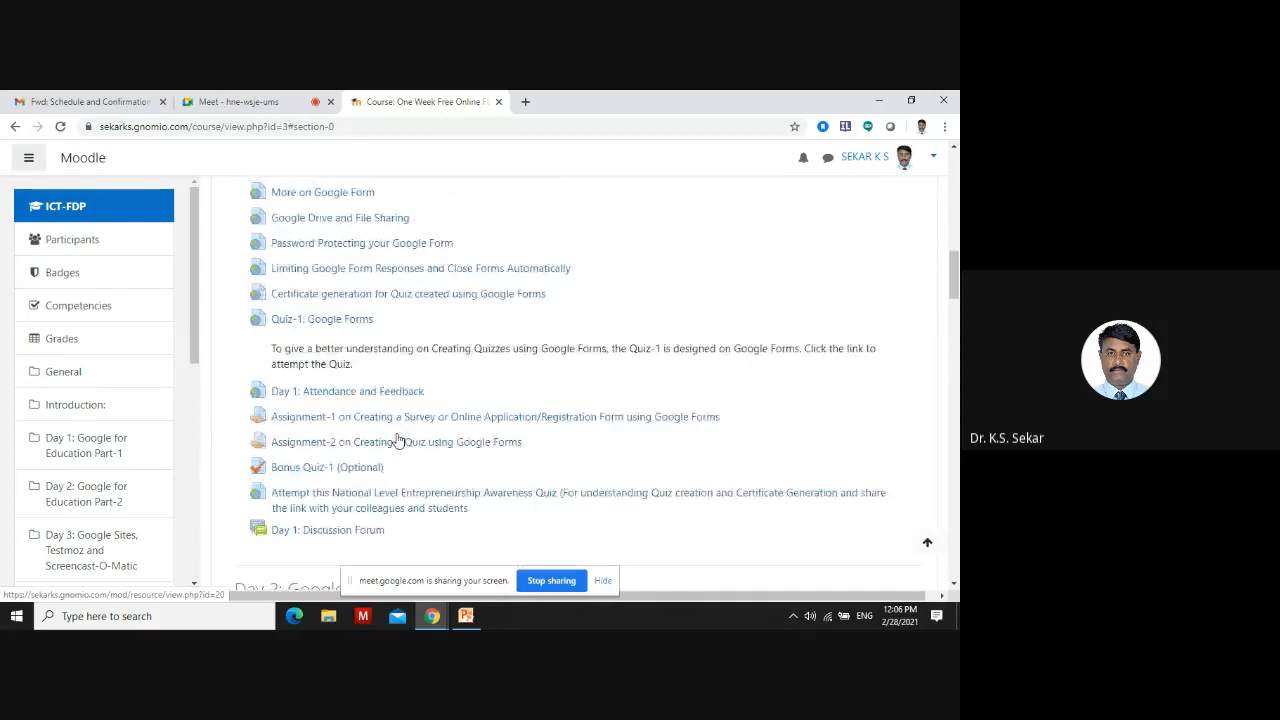 Fwd: Schedule and Confirmation
Meet - hne-wsje-ums
Course: One Week Free Online F
sekarks.gnomio.com/course/view.php?id=3#section-0
Moodle
SEKAR K S
ICT-FDP
Participants
Badges
Competencies
Grades
General
Introduction:
Day 1: Google for
Education Part-1
Day 2: Google for
Education Part-2
Day 3: Google Sites,
Testmoz and
Screencast-O-Matic
More on Google Form
Google Drive and File Sharing
Password Protecting your Google Form
Limiting Google Form Responses and Close Forms Automatically
Certificate generation for Quiz created using Google Forms
Quiz-1: Google Forms
To give a better understanding on Creating Quizzes using Google Forms, the Quiz-1 is designed on Google Forms. Click the link to
attempt the Quiz.
Day 1: Attendance and Feedback
Assignment-1 on Creating a Survey or Online Application/Registration Form using Google Forms
Assignment-2 on Creating Quiz using Google Forms
Bonus Quiz-1 (Optional)
Attempt this National Level Entrepreneurship Awareness Quiz (For understanding Quiz creation and Certificate Generation and share
the link with your colleagues and students
Day 1: Discussion Forum
Day 2: Google
meet.google.com is sharing your screen.
Stop sharing
Hide
https://sekarks.gnomio.com/mod/resource/view.php?id=20
Type here to search
ENG
12:06 PM
2/28/2021
Dr. K.S. Sekar